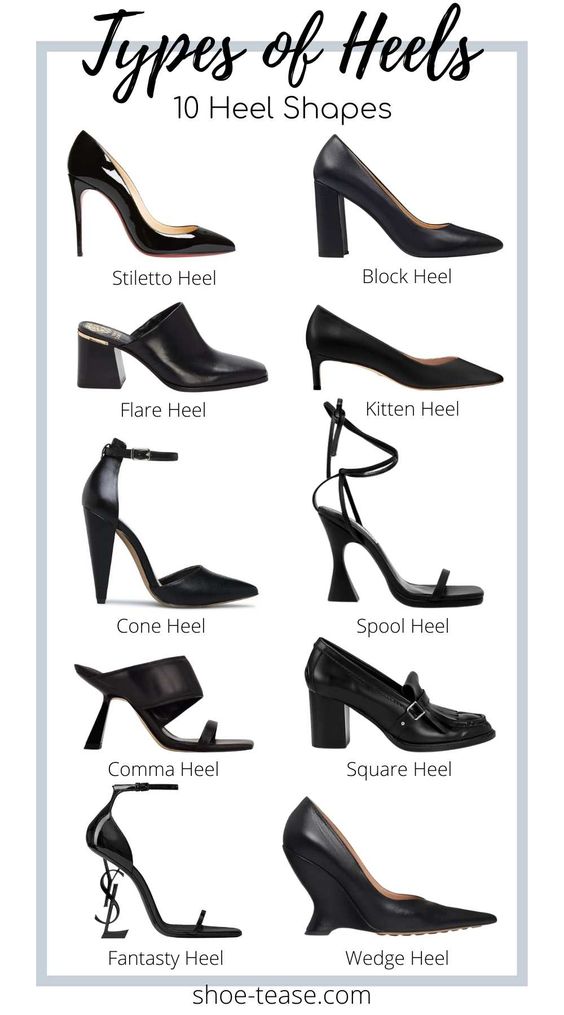 Types of Heels
10 Heel Shapes
Stiletto Heel
Block Heel
Flare Heel
Kitten Heel
Cone Heel
Spool Heel
Comma Heel
Square Heel
YSL
Fantasty Heel
Wedge Heel
shoe-tease.com